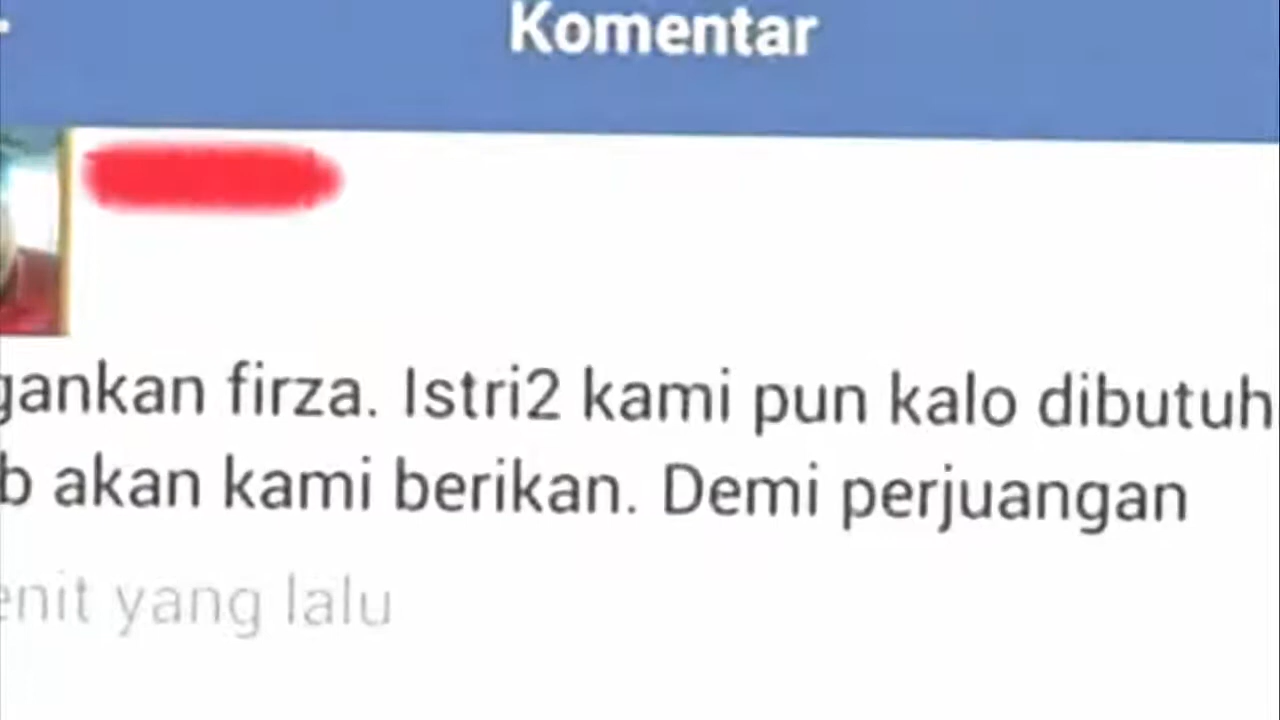 Komentar
gankan firza. Istri2 kami pun kalo dibutuh
b akan kami berikan. Demi perjuangan
enit yang lalu